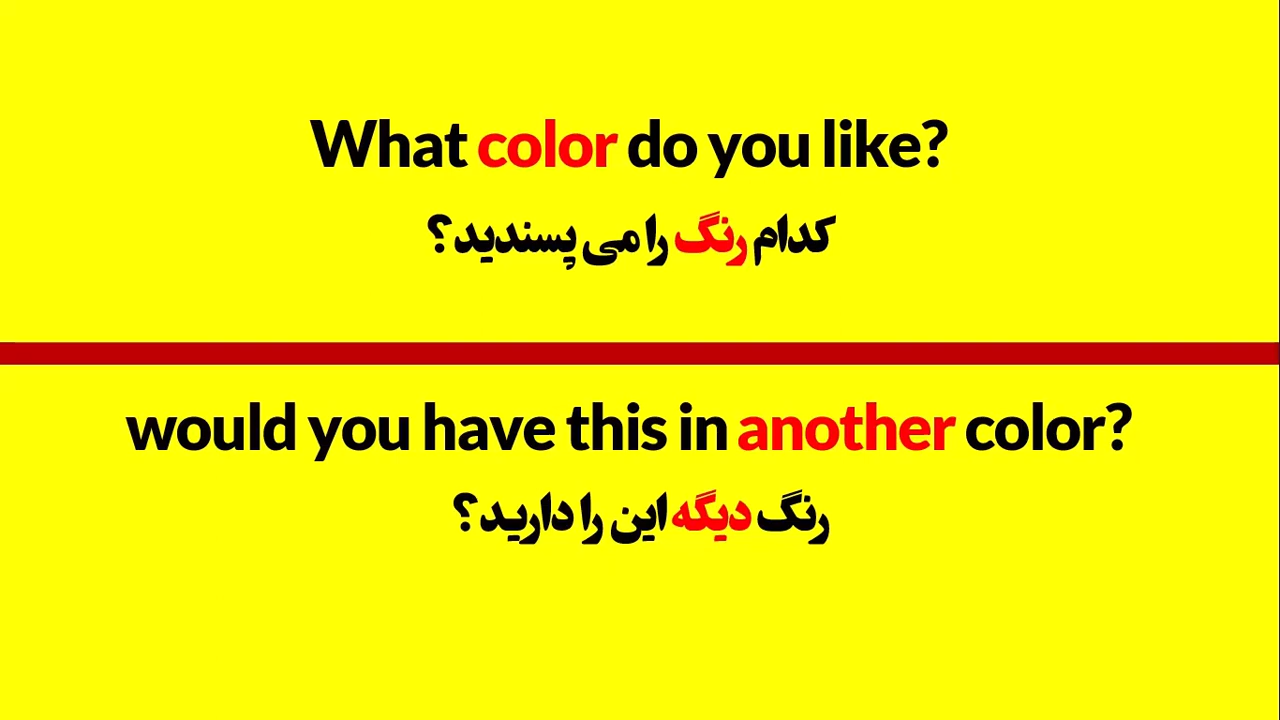 What color do you like?
کدام رنگ را می پسندید؟
would you have this in another color?
رنگ دیگه این را دارید؟